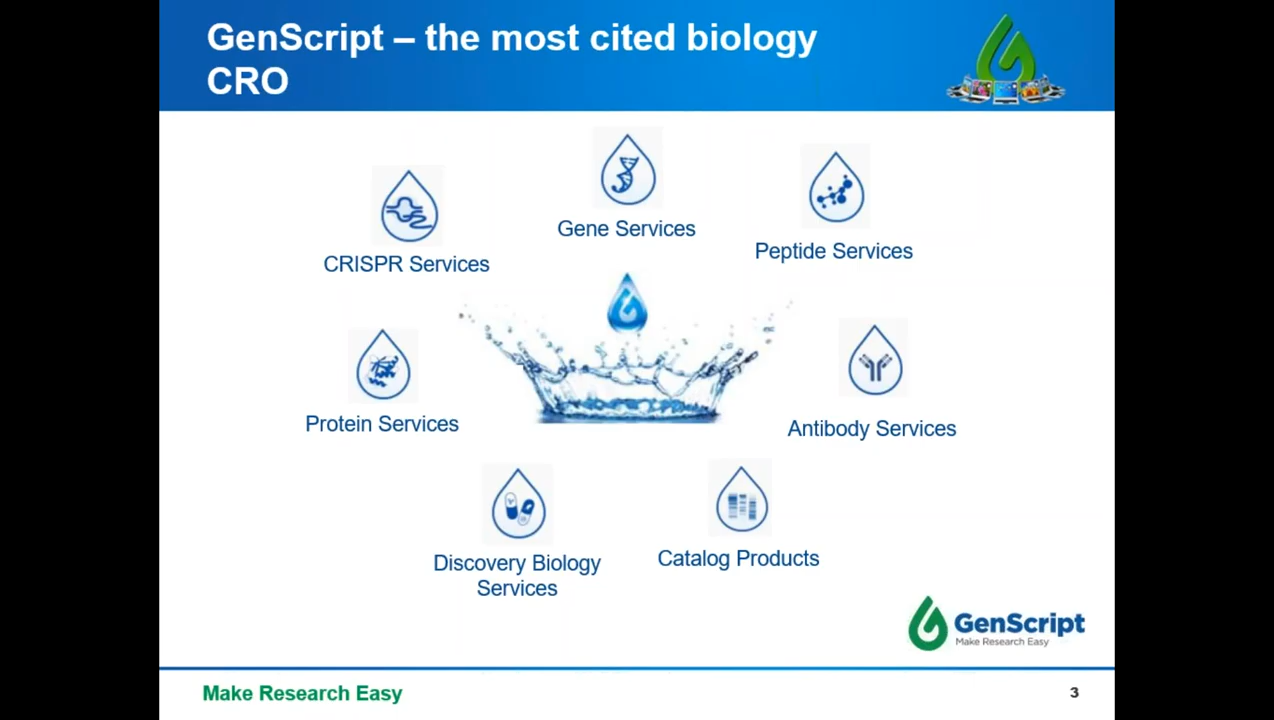 GenScript – the most cited biology
CRO
Gene Services
Peptide Services
CRISPR Services
Protein Services
Antibody Services
Discovery Biology
Services
Catalog Products
GenScript
Make Research Easy
Make Research Easy
3